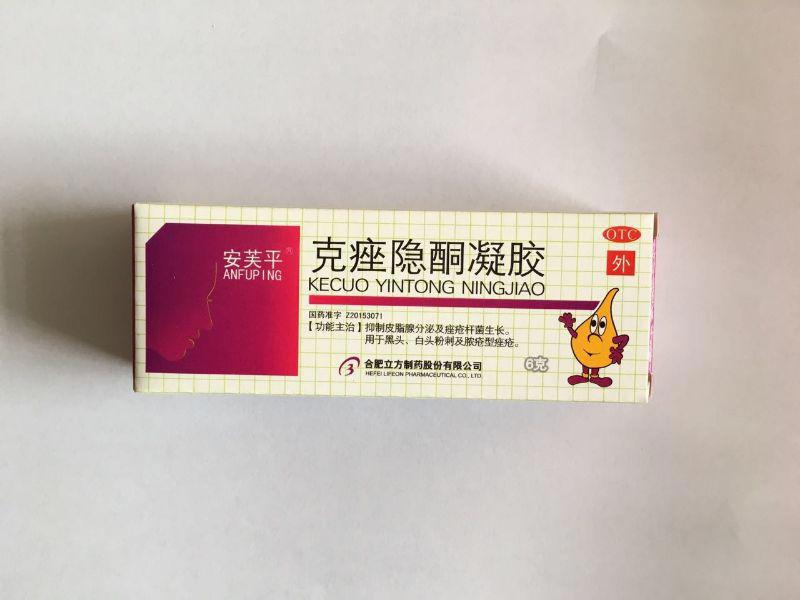 安芙平®
ANFUPING
克痤隐酮凝胶
KECUO YINTONG NINGJIAO
OTC
外
国药准字 Z20153071
【功能主治】抑制皮脂腺分泌及痤疮杆菌生长。
用于黑头、白头粉刺及脓疮型痤疮。
合肥立方制药股份有限公司
HEFEI LIFEON PHARMACEUTICAL CO., LTD
6克